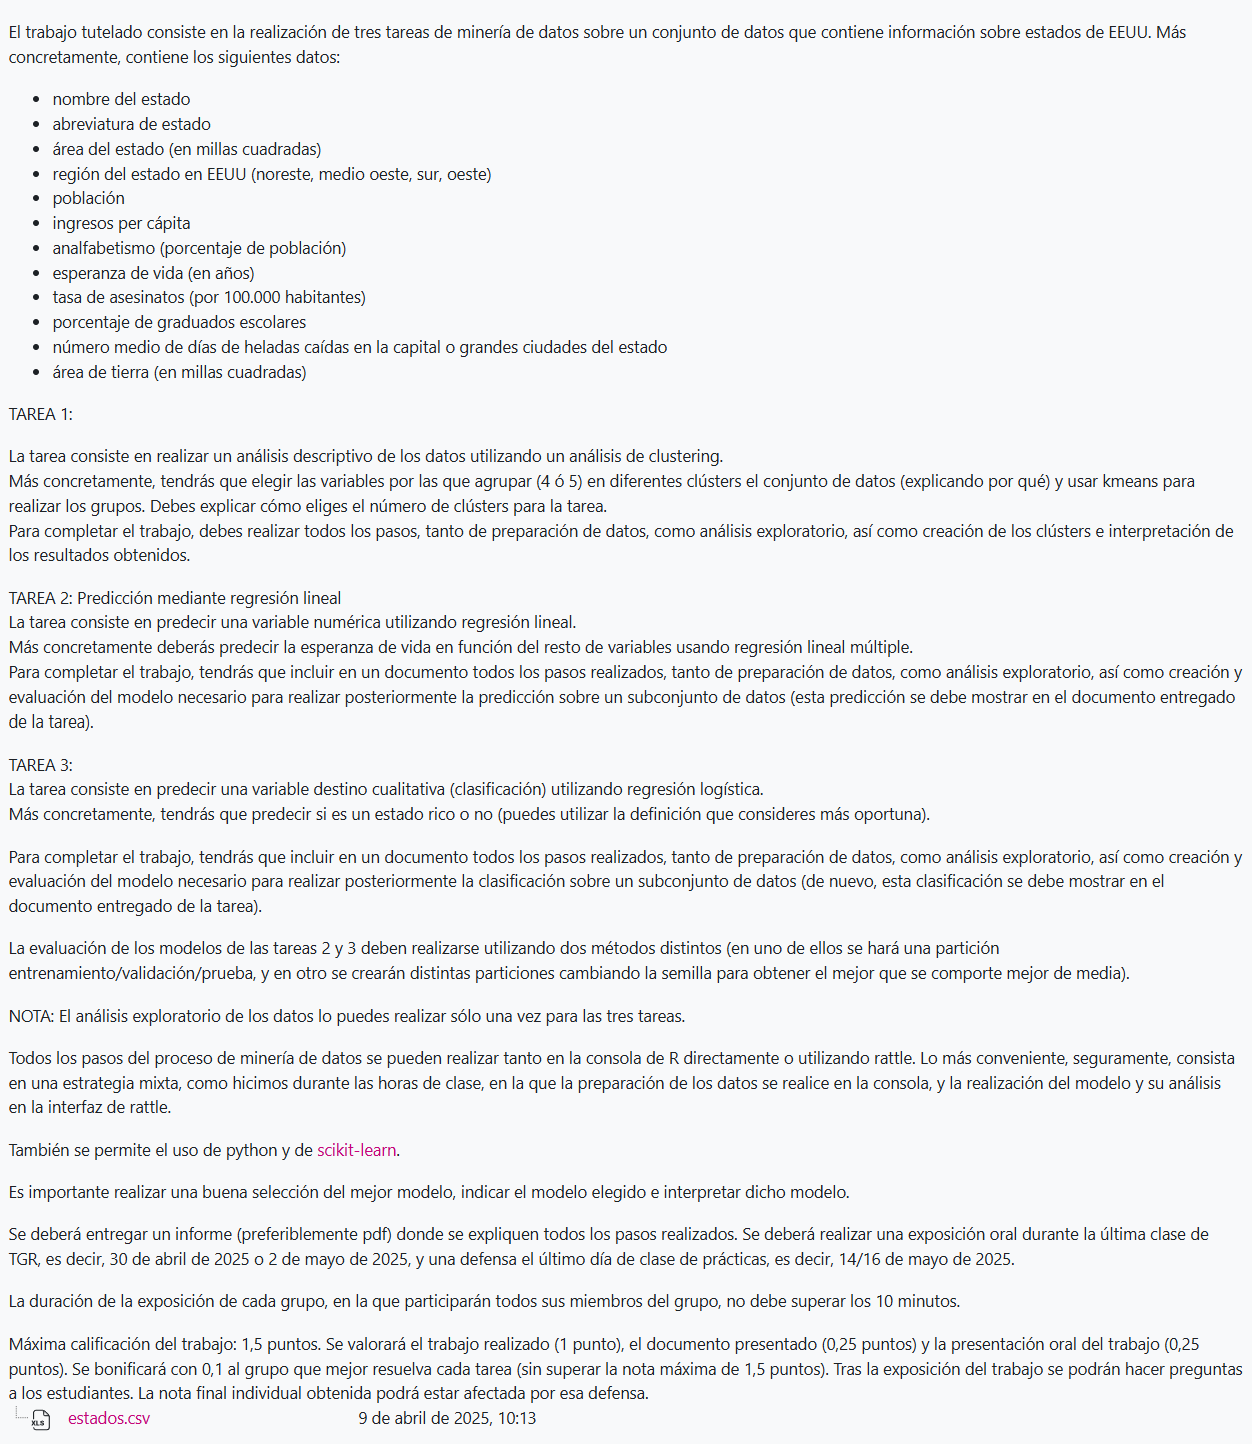 El trabajo tutelado consiste en la realización de tres tareas de minería de datos sobre un conjunto de datos que contiene información sobre estados de EEUU. Más
concretamente, contiene los siguientes datos:
• nombre del estado
• abreviatura de estado
• área del estado (en millas cuadradas)
• región del estado en EEUU (noreste, medio oeste, sur, oeste)
• población
• ingresos per cápita
• analfabetismo (porcentaje de población)
• esperanza de vida (en años)
• tasa de asesinatos (por 100.000 habitantes)
• porcentaje de graduados escolares
• número medio de días de heladas caídas en la capital o grandes ciudades del estado
• área de tierra (en millas cuadradas)
TAREA 1:
La tarea consiste en realizar un análisis descriptivo de los datos utilizando un análisis de clustering.
Más concretamente, tendrás que elegir las variables por las que agrupar (4 ó 5) en diferentes clústers el conjunto de datos (explicando por qué) y usar kmeans para
realizar los grupos. Debes explicar cómo eliges el número de clústers para la tarea.
Para completar el trabajo, debes realizar todos los pasos, tanto de preparación de datos, como análisis exploratorio, así como creación de los clústers e interpretación de
los resultados obtenidos.
TAREA 2: Predicción mediante regresión lineal
La tarea consiste en predecir una variable numérica utilizando regresión lineal.
Más concretamente deberás predecir la esperanza de vida en función del resto de variables usando regresión lineal múltiple.
Para completar el trabajo, tendrás que incluir en un documento todos los pasos realizados, tanto de preparación de datos, como análisis exploratorio, así como creación y
evaluación del modelo necesario para realizar posteriormente la predicción sobre un subconjunto de datos (esta predicción se debe mostrar en el documento entregado
de la tarea).
TAREA 3:
La tarea consiste en predecir una variable destino cualitativa (clasificación) utilizando regresión logística.
Más concretamente, tendrás que predecir si es un estado rico o no (puedes utilizar la definición que consideres más oportuna).
Para completar el trabajo, tendrás que incluir en un documento todos los pasos realizados, tanto de preparación de datos, como análisis exploratorio, así como creación y
evaluación del modelo necesario para realizar posteriormente la clasificación sobre un subconjunto de datos (de nuevo, esta clasificación se debe mostrar en el
documento entregado de la tarea).
La evaluación de los modelos de las tareas 2 y 3 deben realizarse utilizando dos métodos distintos (en uno de ellos se hará una partición
entrenamiento/validación/prueba, y en otro se crearán distintas particiones cambiando la semilla para obtener el mejor que se comporte mejor de media).
NOTA: El análisis exploratorio de los datos lo puedes realizar sólo una vez para las tres tareas.
Todos los pasos del proceso de minería de datos se pueden realizar tanto en la consola de R directamente o utilizando rattle. Lo más conveniente, seguramente, consista
en una estrategia mixta, como hicimos durante las horas de clase, en la que la preparación de los datos se realice en la consola, y la realización del modelo y su análisis
en la interfaz de rattle.
También se permite el uso de python y de scikit-learn.
Es importante realizar una buena selección del mejor modelo, indicar el modelo elegido e interpretar dicho modelo.
Se deberá entregar un informe (preferiblemente pdf) donde se expliquen todos los pasos realizados. Se deberá realizar una exposición oral durante la última clase de
TGR, es decir, 30 de abril de 2025 o 2 de mayo de 2025, y una defensa el último día de clase de prácticas, es decir, 14/16 de mayo de 2025.
La duración de la exposición de cada grupo, en la que participarán todos sus miembros del grupo, no debe superar los 10 minutos.
Máxima calificación del trabajo: 1,5 puntos. Se valorará el trabajo realizado (1 punto), el documento presentado (0,25 puntos) y la presentación oral del trabajo (0,25
puntos). Se bonificará con 0,1 al grupo que mejor resuelva cada tarea (sin superar la nota máxima de 1,5 puntos). Tras la exposición del trabajo se podrán hacer preguntas
a los estudiantes. La nota final individual obtenida podrá estar afectada por esa defensa.
XLS estados.csv 9 de abril de 2025, 10:13